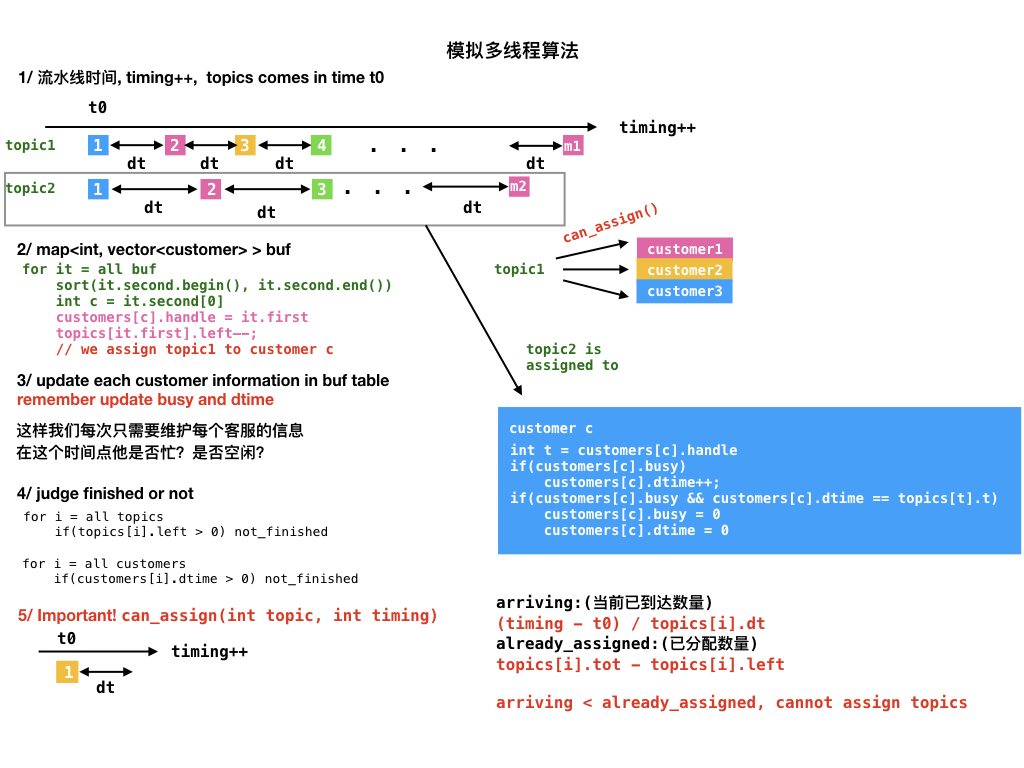 模拟多线程算法
1/ 流水线时间, timing++,  topics comes in time t0
t0
timing++
topic1 1 2 3 4 . . . m1
dt dt dt dt
topic2 1 2 3 . . . m2
dt dt dt
can_assign()
topic1
customer1
customer2
customer3
2/ map<int, vector<customer> > buf
for it = all buf
    sort(it.second.begin(), it.second.end())
    int c = it.second[0]
    customers[c].handle = it.first
    topics[it.first].left--;
    // we assign topic1 to customer c
topic2 is
assigned to
3/ update each customer information in buf table
remember update busy and dtime
这样我们每次只需要维护每个客服的信息
在这个时间点他是否忙？是否空闲?
customer c
int t = customers[c].handle
if(customers[c].busy)
    customers[c].dtime++;
if(customers[c].busy && customers[c].dtime == topics[t].t)
    customers[c].busy = 0
    customers[c].dtime = 0
4/ judge finished or not
for i = all topics
    if(topics[i].left > 0) not_finished
for i = all customers
    if(customers[i].dtime > 0) not_finished
5/ Important! can_assign(int topic, int timing)
t0
timing++
1
dt
arriving:(当前已到达数量)
(timing - t0) / topics[i].dt
already_assigned:(已分配数量)
topics[i].tot - topics[i].left
arriving < already_assigned, cannot assign topics